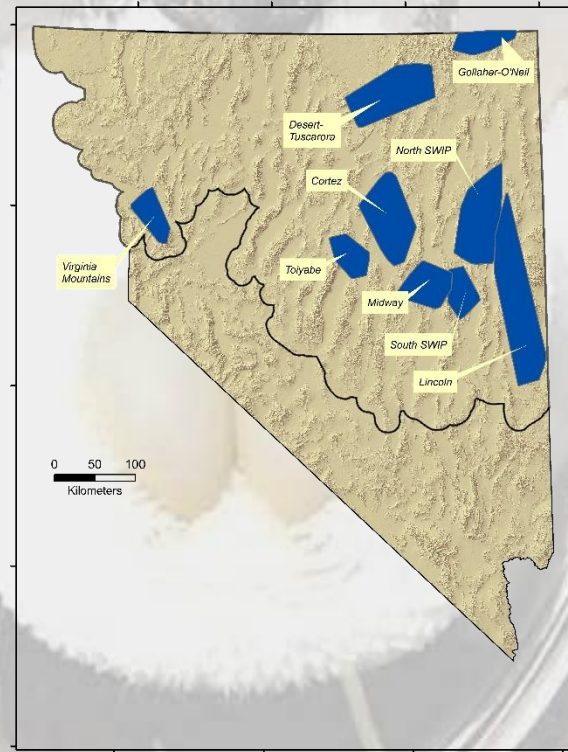 Gollaher-O'Neil
Desert-
Tuscarora
North SWIP
Cortez
Virginia
Mountains
Toiyabe
Midway
South SWIP
Lincoln
0 50 100
Kilometers